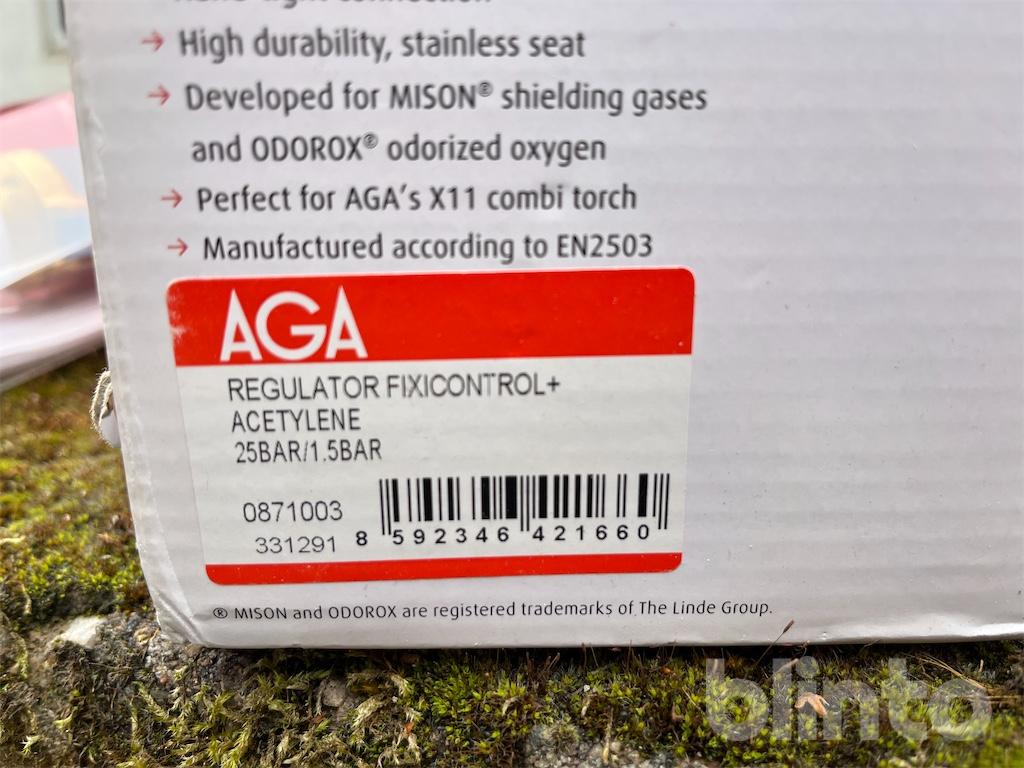 → High durability, stainless seat
→ Developed for MISON® shielding gases
and ODOROX® odorized oxygen
→ Perfect for AGA's X11 combi torch
→ Manufactured according to EN2503
AGA
REGULATOR FIXICONTROL+
ACETYLENE
25BAR/1.5BAR
0871003
331291
8 592346 421660
® MISON and ODOROX are registered trademarks of The Linde Group.
blinto